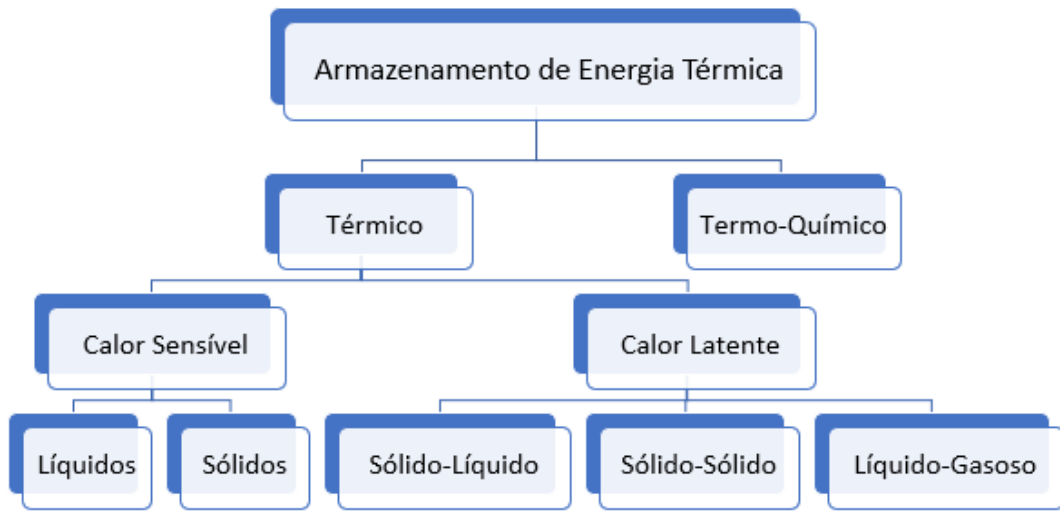 Armazenamento de Energia Térmica
Térmico
Termo-Químico
Calor Sensível
Calor Latente
Líquidos
Sólidos
Sólido-Líquido
Sólido-Sólido
Líquido-Gasoso